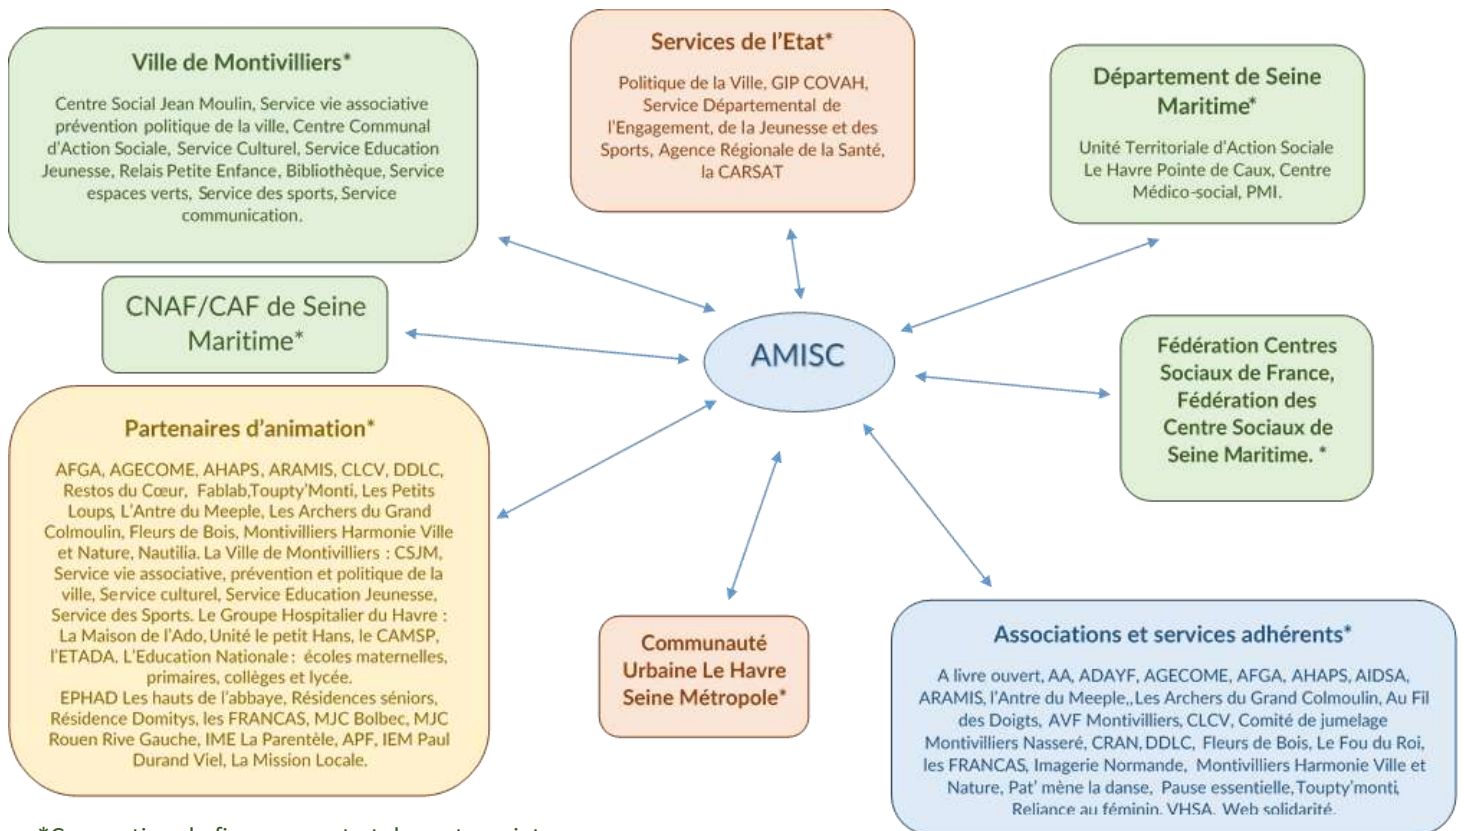 Ville de Montivilliers*
Centre Social Jean Moulin, Service vie associative
prévention politique de la ville, Centre Communal
d'Action Sociale, Service Culturel, Service Education
Jeunesse, Relais Petite Enfance, Bibliothèque, Service
espaces verts, Service des sports, Service
communication.
Services de l'Etat*
Politique de la Ville, GIP COVAH,
Service Départemental de
l'Engagement, de la Jeunesse et des
Sports, Agence Régionale de la Santé,
la CARSAT
Département de Seine
Maritime*
Unité Territoriale d'Action Sociale
Le Havre Pointe de Caux, Centre
Médico-social, PMI.
CNAF/CAF de Seine
Maritime*
AMISC
Fédération Centres
Sociaux de France,
Fédération des
Centre Sociaux de
Seine Maritime. *
Partenaires d'animation*
AFGA, AGECOME, AHAPS, ARAMIS, CLCV, DDLC,
Restos du Cœur, Fablab,Toupty'Monti, Les Petits
Loups, L'Antre du Meeple, Les Archers du Grand
Colmoulin, Fleurs de Bois, Montivilliers Harmonie Ville
et Nature, Nautilia. La Ville de Montivilliers : CSJM,
Service vie associative, prévention et politique de la
ville, Service culturel, Service Education Jeunesse,
Service des Sports. Le Groupe Hospitalier du Havre :
La Maison de l'Ado, Unité le petit Hans, le CAMSP,
l'ETADA. L'Education Nationale : écoles maternelles,
primaires, collèges et lycée.
EPHAD Les hauts de l'abbaye, Résidences séniors,
Résidence Domitys, les FRANCAS, MJC Bolbec, MJC
Rouen Rive Gauche, IME La Parentèle, APF, IEM Paul
Durand Viel, La Mission Locale.
Communauté
Urbaine Le Havre
Seine Métropole*
Associations et services adhérents*
A livre ouvert, AA, ADAYF, AGECOME, AFGA, AHAPS, AIDSA,
ARAMIS, l'Antre du Meeple,,Les Archers du Grand Colmoulin, Au Fil
des Doigts, AVF Montivilliers, CLCV, Comité de jumelage
Montivilliers Nasseré, CRAN, DDLC, Fleurs de Bois, Le Fou du Roi,
les FRANCAS, Imagerie Normande, Montivilliers Harmonie Ville et
Nature, Pat' mène la danse, Pause essentielle, Toupty'monti,
Reliance au féminin, VHSA, Web solidarité.